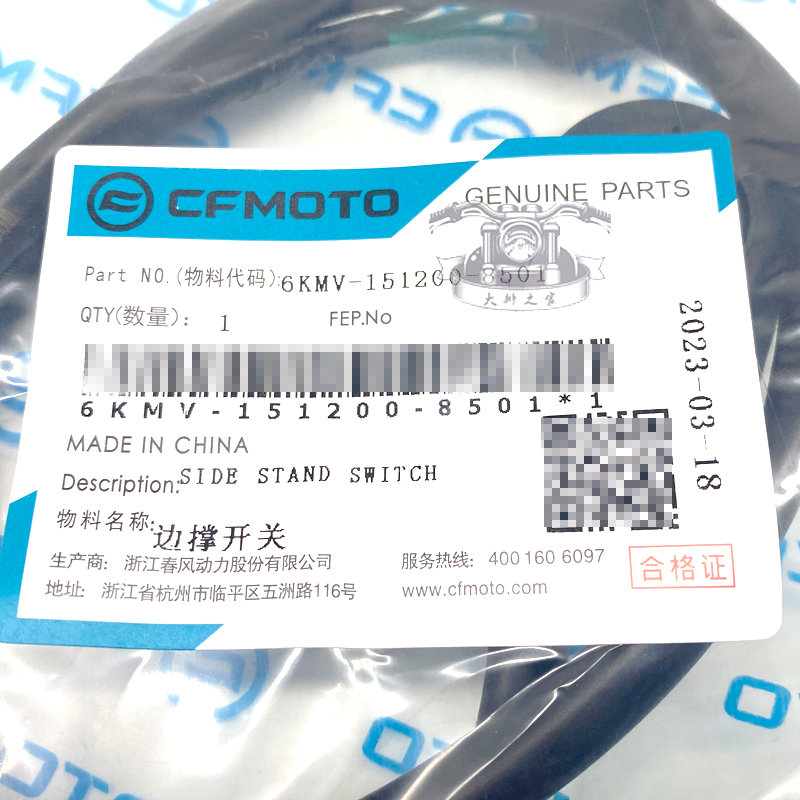 CFMOTO
GENUINE PARTS
Part NO.(物料代码):6KMV-151200-8501
大排之家
QTY(数量): 1 FEP.No
6KMV-151200-8501*1
2023-03-18
MADE IN CHINA
Description:SIDE STAND SWITCH
物料名称:边撑开关
生产商: 浙江春风动力股份有限公司 服务热线: 400 160 6097
地址: 浙江省杭州市临平区五洲路116号 www.cfmoto.com
合格证